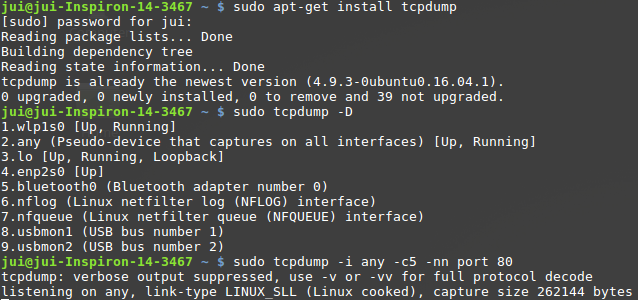 jui@jui-Inspiron-14-3467 ~ $ sudo apt-get install tcpdump
[sudo] password for jui:
Reading package lists... Done
Building dependency tree
Reading state information... Done
tcpdump is already the newest version (4.9.3-0ubuntu0.16.04.1).
0 upgraded, 0 newly installed, 0 to remove and 39 not upgraded.
jui@jui-Inspiron-14-3467 ~ $ sudo tcpdump -D
1.wlp1s0 [Up, Running]
2.any (Pseudo-device that captures on all interfaces) [Up, Running]
3.lo [Up, Running, Loopback]
4.enp2s0 [Up]
5.bluetooth0 (Bluetooth adapter number 0)
6.nflog (Linux netfilter log (NFLOG) interface)
7.nfqueue (Linux netfilter queue (NFQUEUE) interface)
8.usbmon1 (USB bus number 1)
9.usbmon2 (USB bus number 2)
jui@jui-Inspiron-14-3467 ~ $ sudo tcpdump -i any -c5 -nn port 80
tcpdump: verbose output suppressed, use -v or -vv for full protocol decode
listening on any, link-type LINUX_SLL (Linux cooked), capture size 262144 bytes